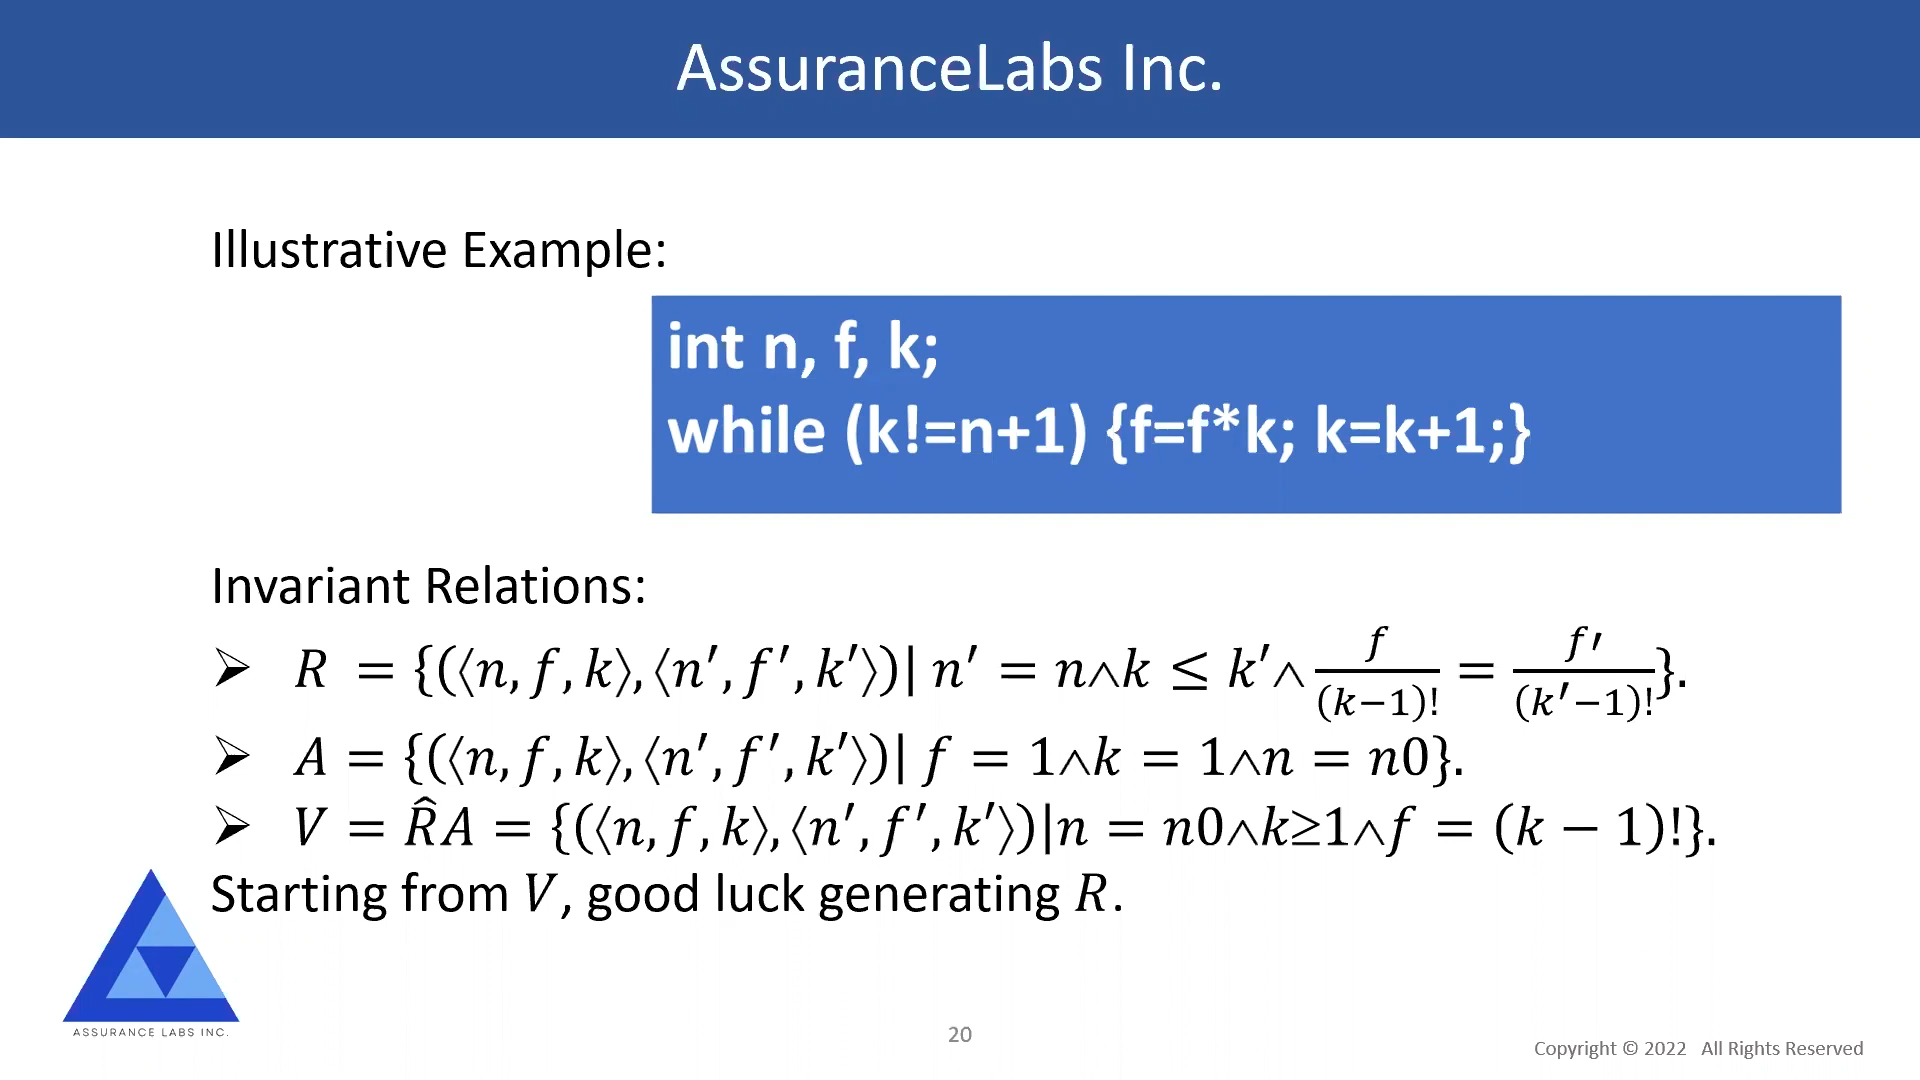 AssuranceLabs Inc.
Illustrative Example:
int n, f, k;
while (k!=n+1) {f=f*k; k=k+1;}
Invariant Relations:
➢ R = {(⟨n, f, k⟩, ⟨n′, f′, k′⟩)| n′ = n∧k ≤ k′∧ f/(k−1)! = f′/(k′−1)!}.
➢ A = {(⟨n, f, k⟩, ⟨n′, f′, k′⟩)| f = 1∧k = 1∧n = n0}.
➢ V = R̂A = {(⟨n, f, k⟩, ⟨n′, f′, k′⟩)|n = n0∧k≥1∧f = (k − 1)!}.
Starting from V, good luck generating R.
ASSURANCE LABS INC.
20
Copyright © 2022 All Rights Reserved